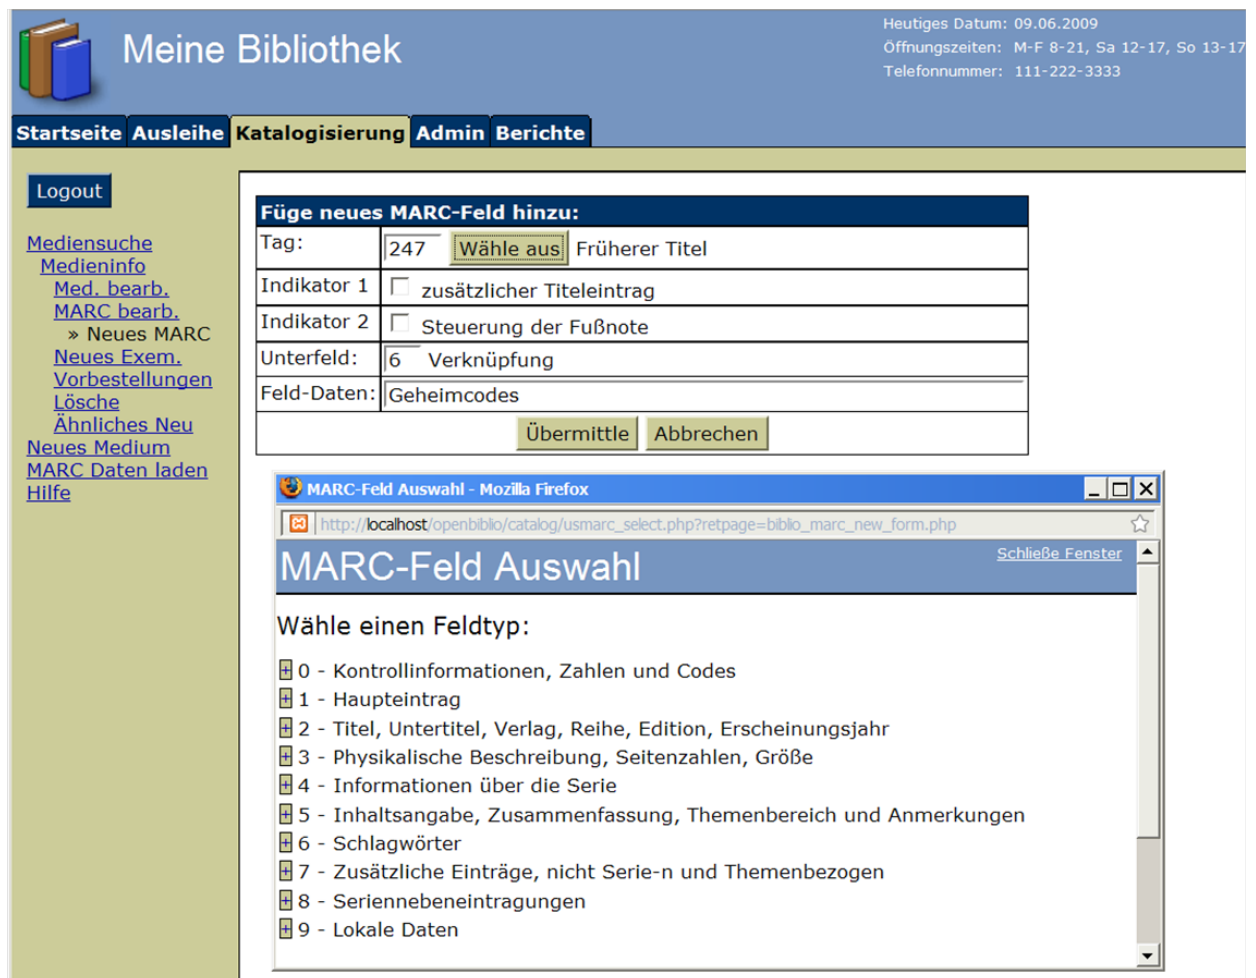 Meine Bibliothek
Heutiges Datum: 09.06.2009
Öffnungszeiten: M-F 8-21, Sa 12-17, So 13-17
Telefonnummer: 111-222-3333
Startseite Ausleihe Katalogisierung Admin Berichte
Logout
Mediensuche
Medieninfo
Med. bearb.
MARC bearb.
» Neues MARC
Neues Exem.
Vorbestellungen
Lösche
Ähnliches Neu
Neues Medium
MARC Daten laden
Hilfe
Füge neues MARC-Feld hinzu:
Tag: 247 Wähle aus Früherer Titel
Indikator 1 zusätzlicher Titeleintrag
Indikator 2 Steuerung der Fußnote
Unterfeld: 6 Verknüpfung
Feld-Daten: Geheimcodes
Übermittle Abbrechen
MARC-Feld Auswahl - Mozilla Firefox
http://localhost/openbiblio/catalog/usmarc_select.php?retpage=biblio_marc_new_form.php
MARC-Feld Auswahl Schließe Fenster
Wähle einen Feldtyp:
+ 0 - Kontrollinformationen, Zahlen und Codes
+ 1 - Haupteintrag
+ 2 - Titel, Untertitel, Verlag, Reihe, Edition, Erscheinungsjahr
+ 3 - Physikalische Beschreibung, Seitenzahlen, Größe
+ 4 - Informationen über die Serie
+ 5 - Inhaltsangabe, Zusammenfassung, Themenbereich und Anmerkungen
+ 6 - Schlagwörter
+ 7 - Zusätzliche Einträge, nicht Serie-n und Themenbezogen
+ 8 - Seriennebeneintragungen
+ 9 - Lokale Daten